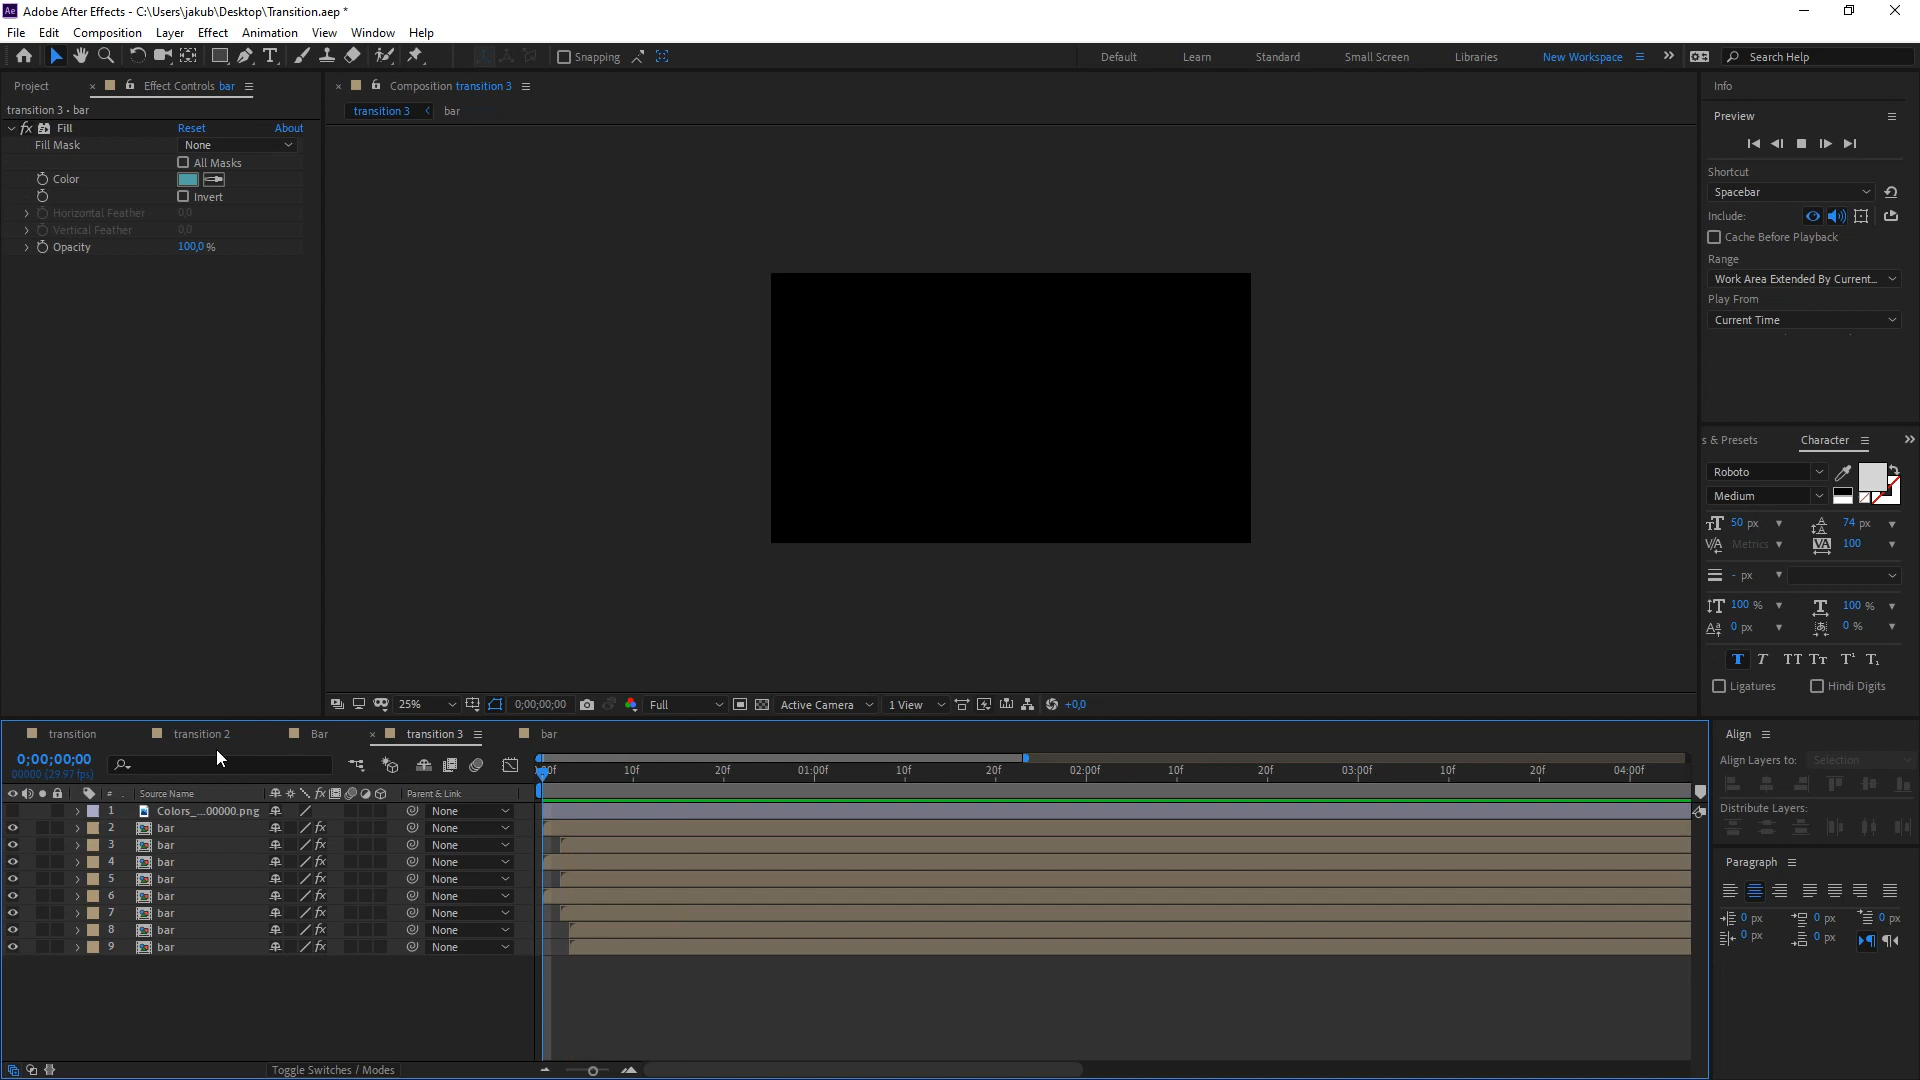 Adobe After Effects - C:\Users\jakub\Desktop\Transition.aep *
File Edit Composition Layer Effect Animation View Window Help
Snapping Default Learn Standard Small Screen Libraries New Workspace Search Help
Project Effect Controls bar Composition transition 3 Info
transition 3 • bar transition 3 bar
Fill Reset About
Fill Mask None
All Masks
Color
Invert
Horizontal Feather 0,0
Vertical Feather 0,0
Opacity 100,0 %
Preview
Shortcut
Spacebar
Include:
Cache Before Playback
Range
Work Area Extended By Current...
Play From
Current Time
s & Presets Character
Roboto
Medium
50 px 74 px
Metrics 100
- px
100 % 100 %
0 px 0 %
T T TT Tr T¹ T₁
Ligatures Hindi Digits
25% 0;00;00;00 Full Active Camera 1 View +0,0
transition transition 2 Bar transition 3 bar
0;00;00;00
00000 (29.97 fps)
:00f 10f 20f 01:00f 10f 20f 02:00f 10f 20f 03:00f 10f 20f 04:00f
# Source Name Parent & Link
1 Colors_...00000.png None
2 bar None
3 bar None
4 bar None
5 bar None
6 bar None
7 bar None
8 bar None
9 bar None
Toggle Switches / Modes
Align
Align Layers to: Selection
Distribute Layers:
Paragraph
0 px 0 px 0 px
0 px 0 px